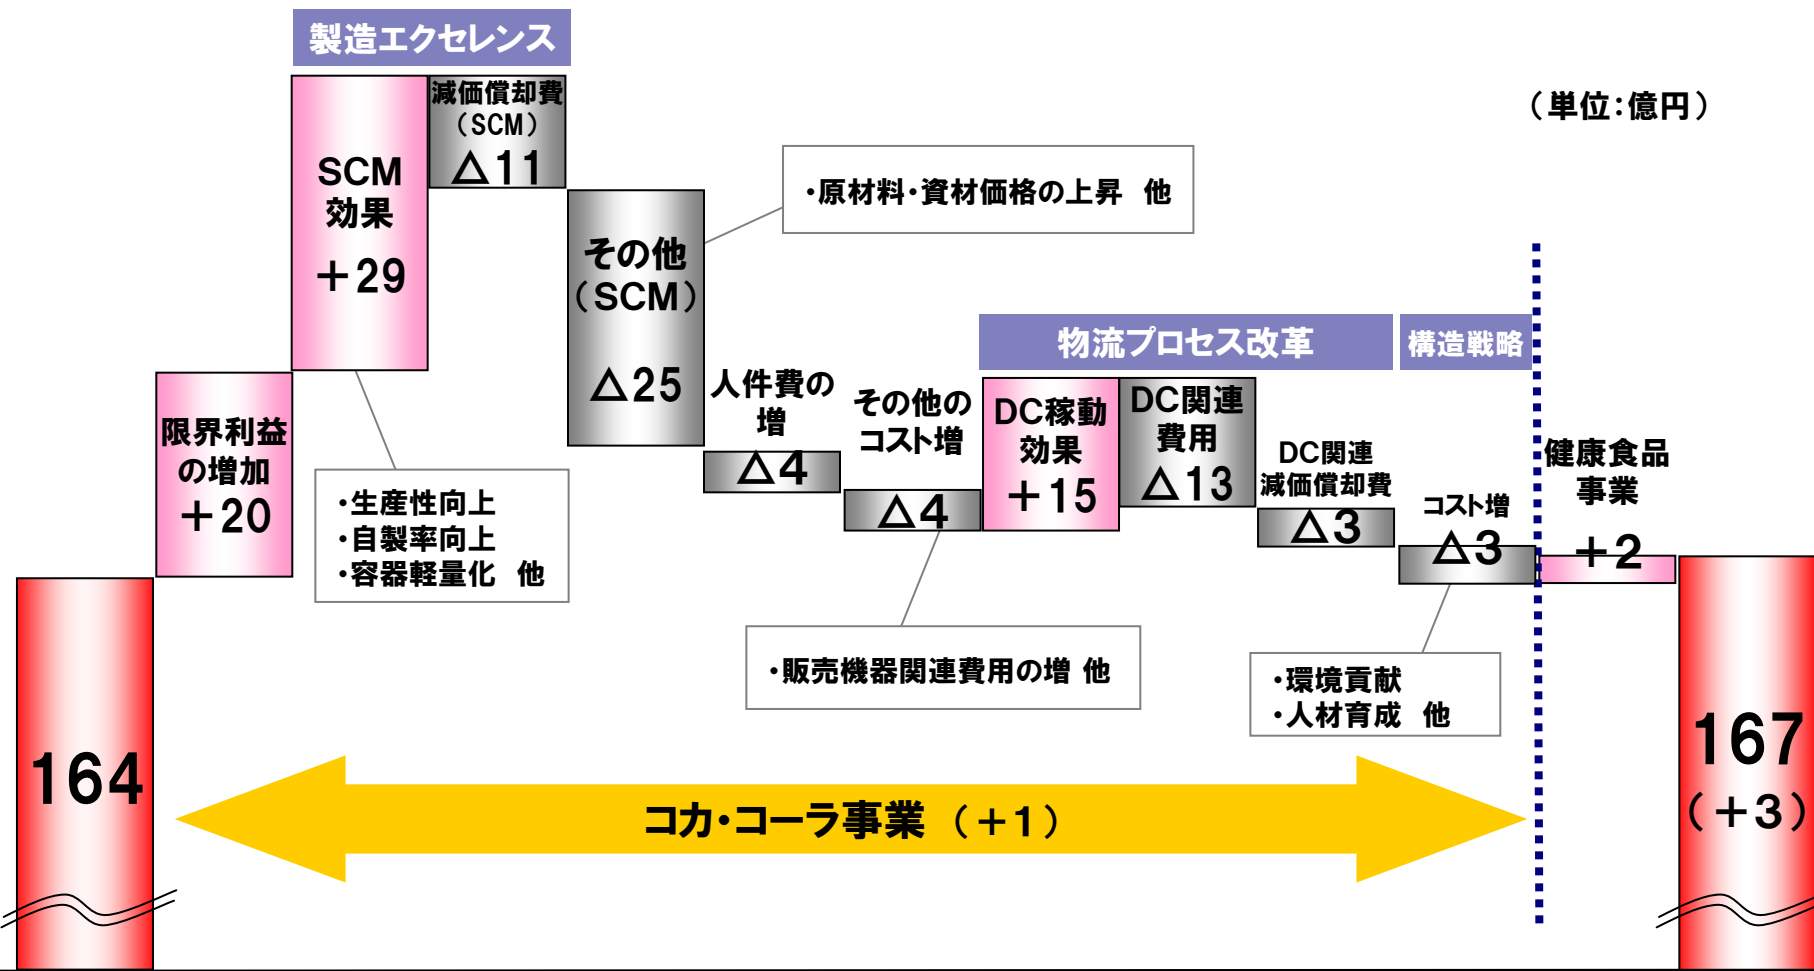 製造エクセレンス
（単位：億円）
減価償却費
（SCM）
△11
SCM
効果
＋29
・原材料・資材価格の上昇　他
その他
（SCM）
△25
物流プロセス改革
構造戦略
限界利益
の増加
＋20
人件費の
増
△4
その他の
コスト増
△4
DC稼動
効果
＋15
DC関連
費用
△13
DC関連
減価償却費
△3
コスト増
△3
健康食品
事業
＋2
・生産性向上
・自製率向上
・容器軽量化　他
・販売機器関連費用の増 他
・環境貢献
・人材育成　他
164
コカ・コーラ事業（＋1）
167
（＋3）